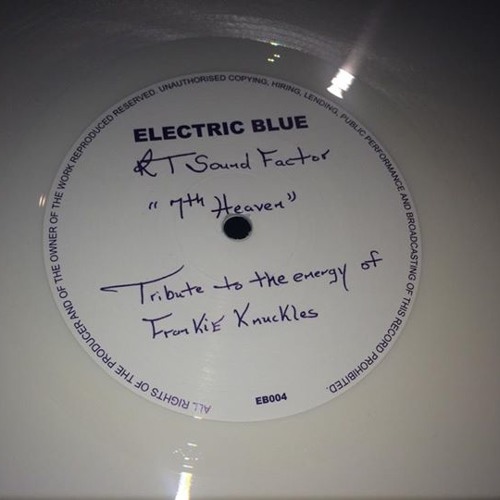 ELECTRIC BLUE
RT Sound Factor
"7th Heaven"
Tribute to the energy of
Frankie Knuckles
EB004
ALL RIGHTS OF THE PRODUCER AND OF THE OWNER OF THE WORK REPRODUCED RESERVED. UNAUTHORISED COPYING, HIRING, LENDING, PUBLIC PERFORMANCE AND BROADCASTING OF THIS RECORD PROHIBITED.